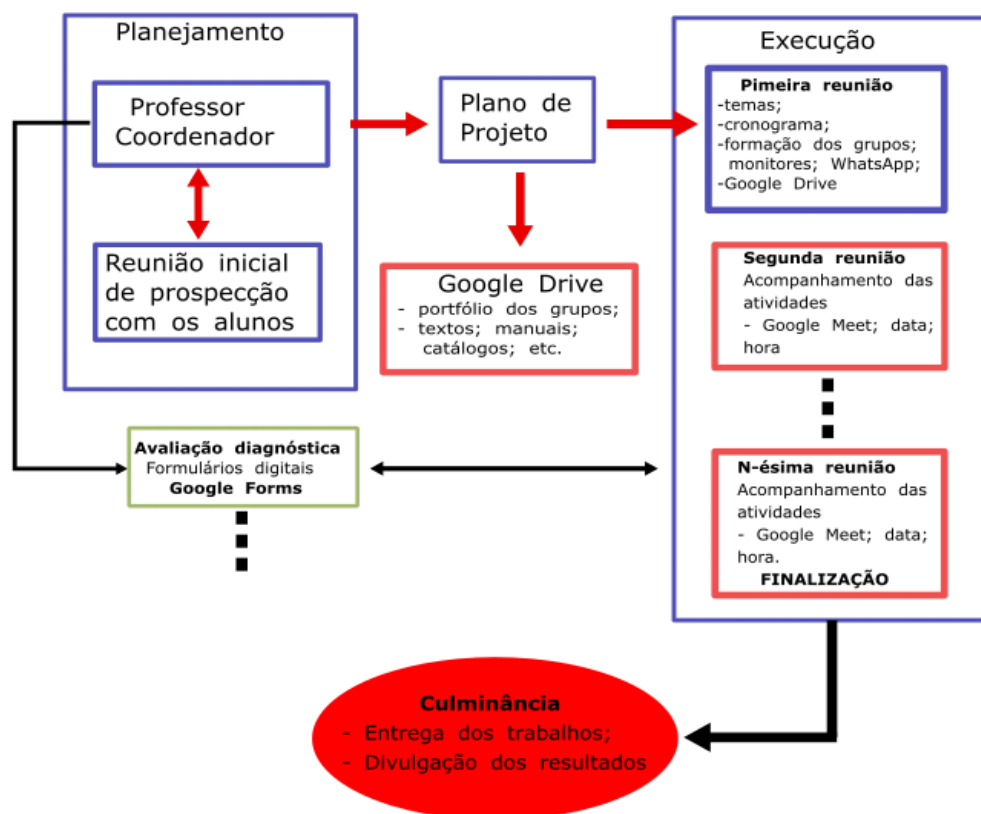 Planejamento
Professor
Coordenador
Reunião inicial
de prospecção
com os alunos
Plano de
Projeto
Google Drive
- portfólio dos grupos;
- textos; manuais;
catálogos; etc.
Execução
Pimeira reunião
-temas;
-cronograma;
-formação dos grupos;
monitores; WhatsApp;
-Google Drive
Segunda reunião
Acompanhamento das
atividades
- Google Meet; data;
hora
N-ésima reunião
Acompanhamento das
atividades
- Google Meet; data;
hora.
FINALIZAÇÃO
Avaliação diagnóstica
Formulários digitais
Google Forms
Culminância
- Entrega dos trabalhos;
- Divulgação dos resultados